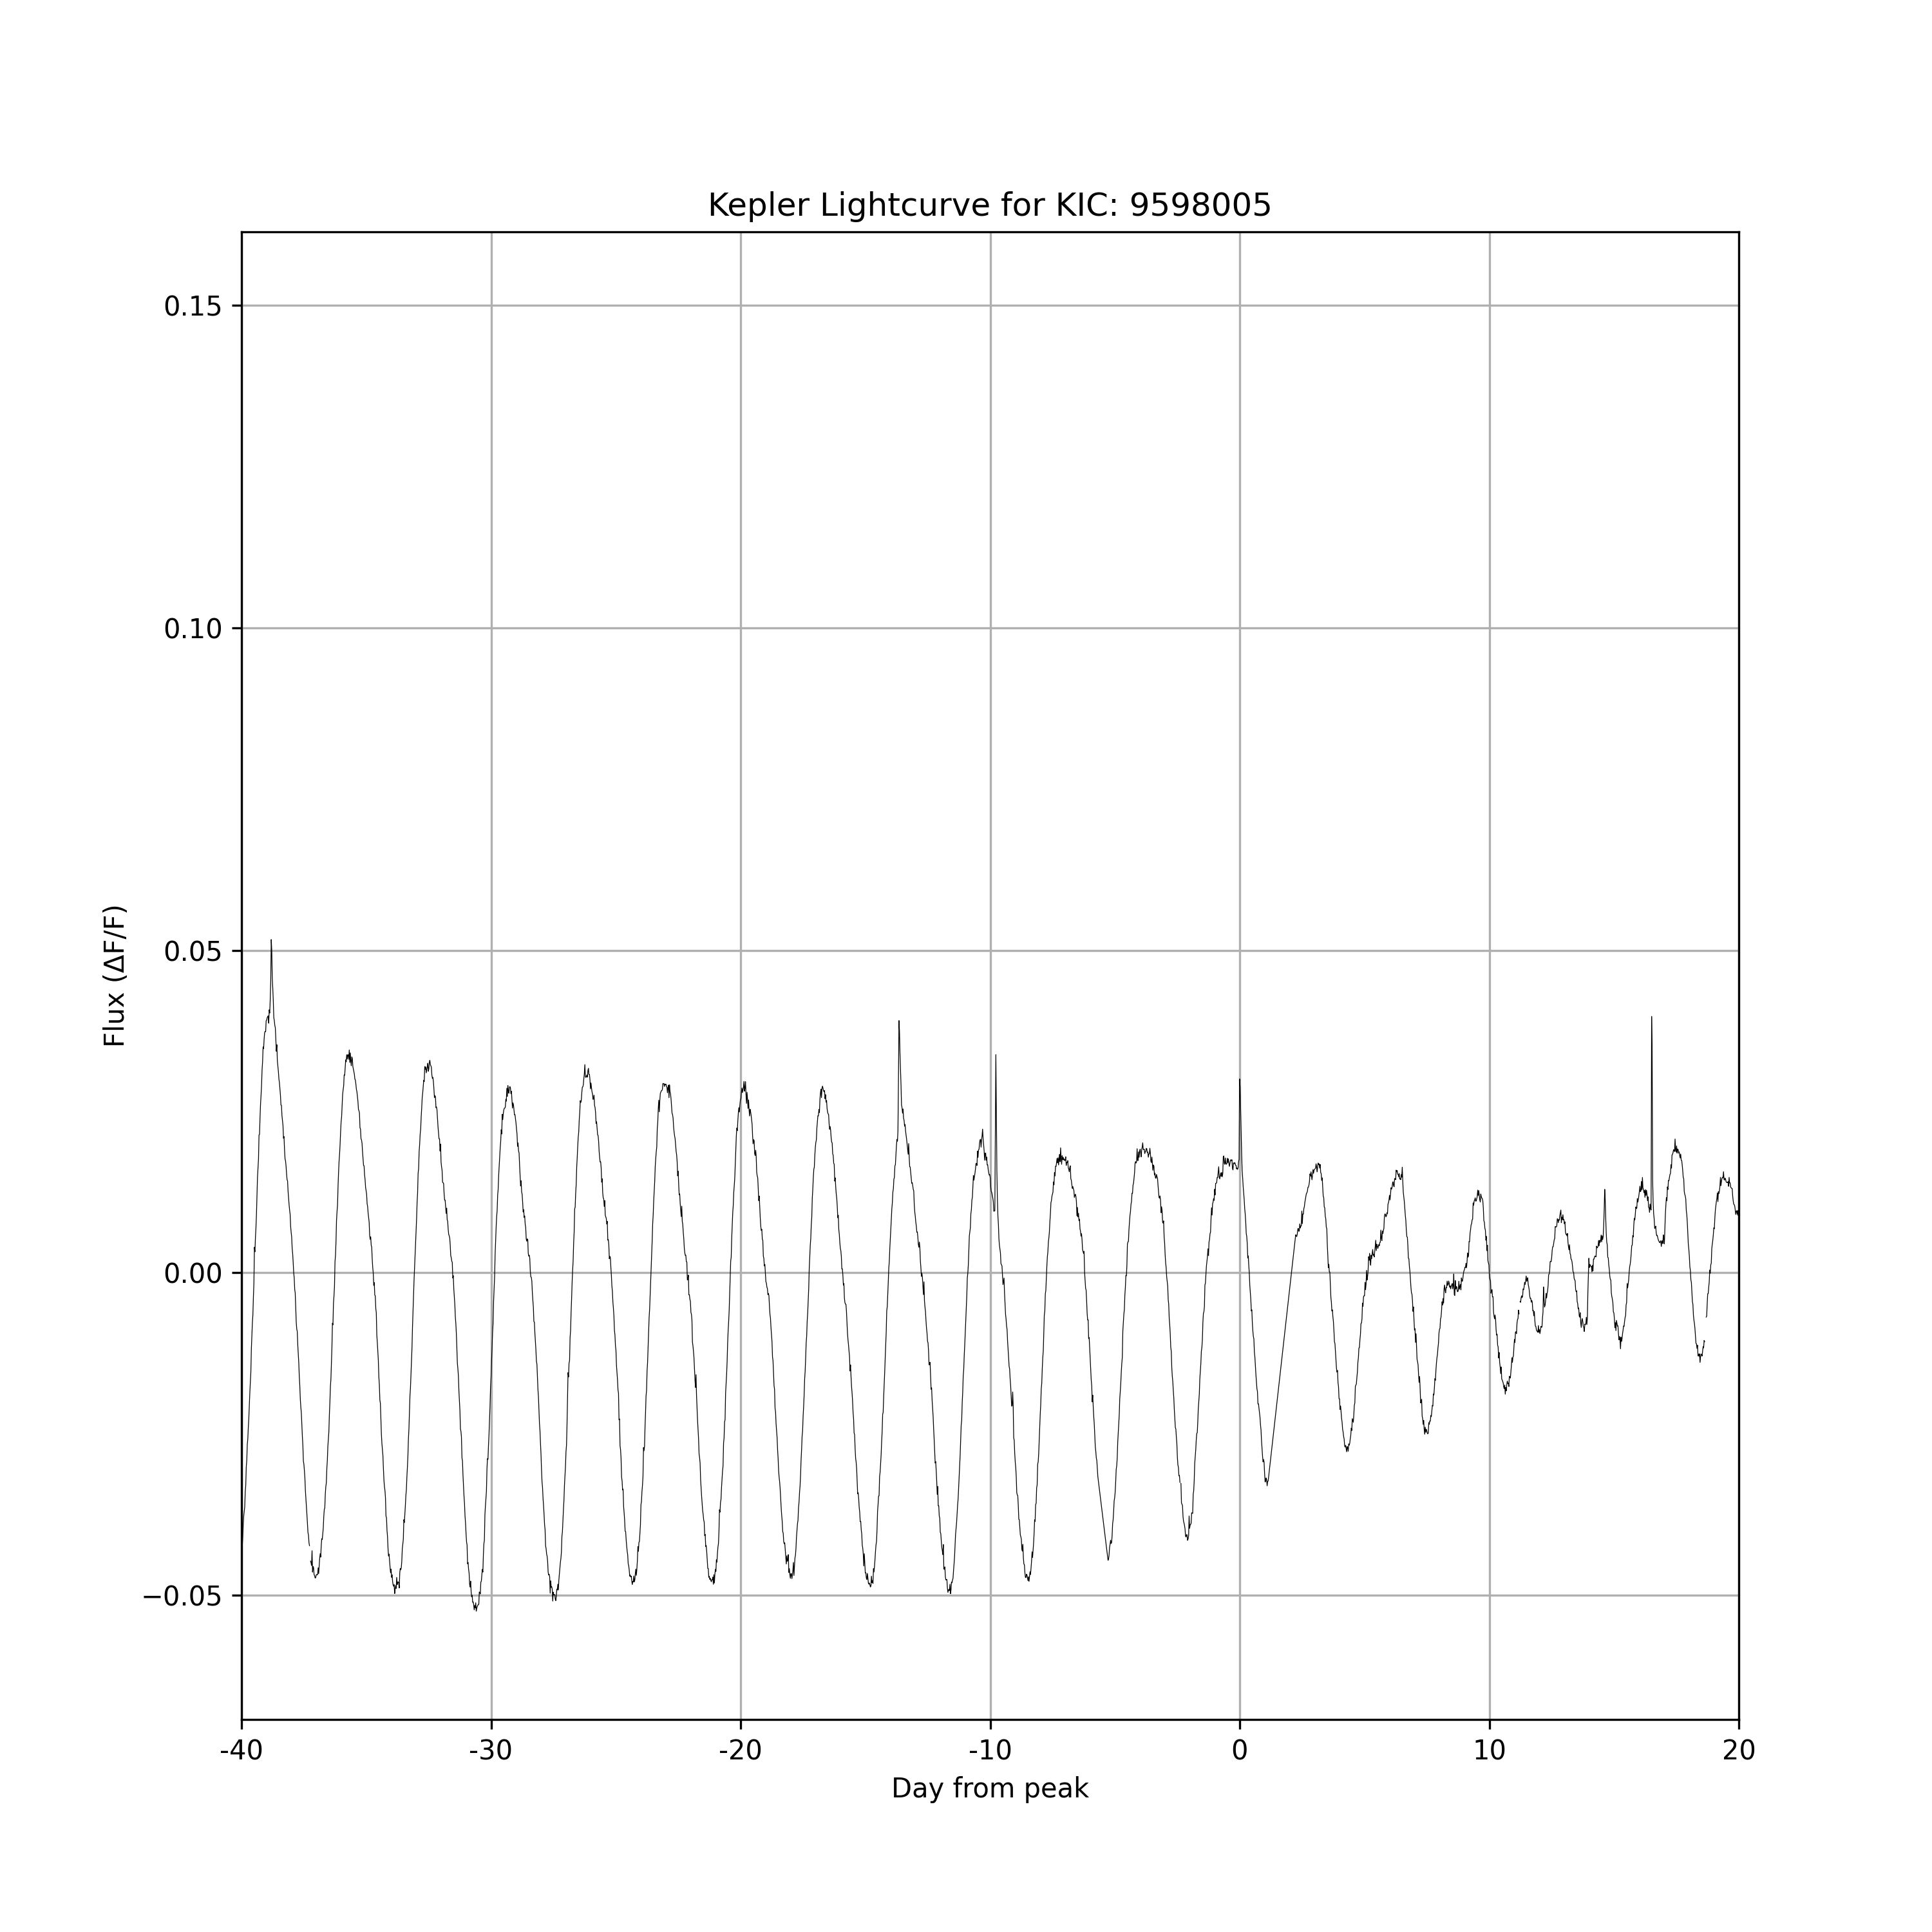 Kepler Lightcurve for KIC: 9598005
0.15
0.10
0.05
0.00
−0.05
Flux (ΔF/F)
-40 -30 -20 -10 0 10 20
Day from peak